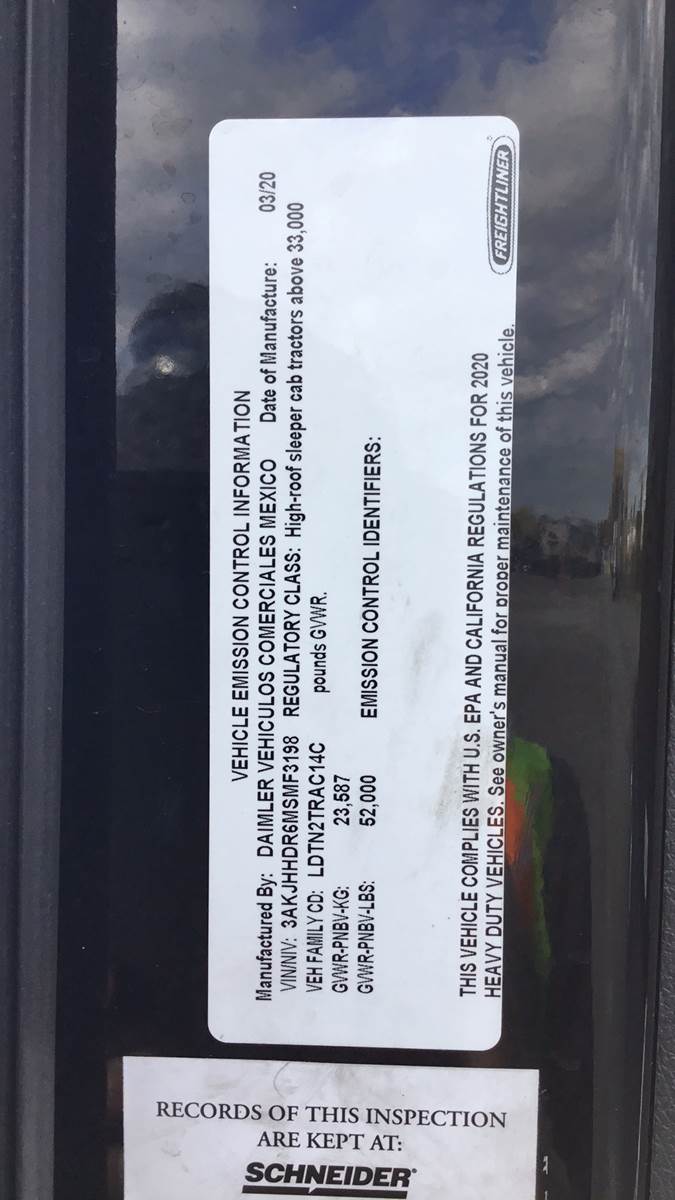 VEHICLE EMISSION CONTROL INFORMATION
Manufactured By: DAIMLER VEHICULOS COMERCIALES MEXICO Date of Manufacture: 03/20
VIN/NIV: 3AKJHHDR6MSMF3198 REGULATORY CLASS: High-roof sleeper cab tractors above 33,000
VEH FAMILY CD: LDTN2TRAC14C pounds GVWR.
GVWR-PNBV-KG: 23,587
GVWR-PNBV-LBS: 52,000 EMISSION CONTROL IDENTIFIERS:
THIS VEHICLE COMPLIES WITH U.S. EPA AND CALIFORNIA REGULATIONS FOR 2020
HEAVY DUTY VEHICLES. See owner's manual for proper maintenance of this vehicle.
FREIGHTLINER
RECORDS OF THIS INSPECTION
ARE KEPT AT:
SCHNEIDER®